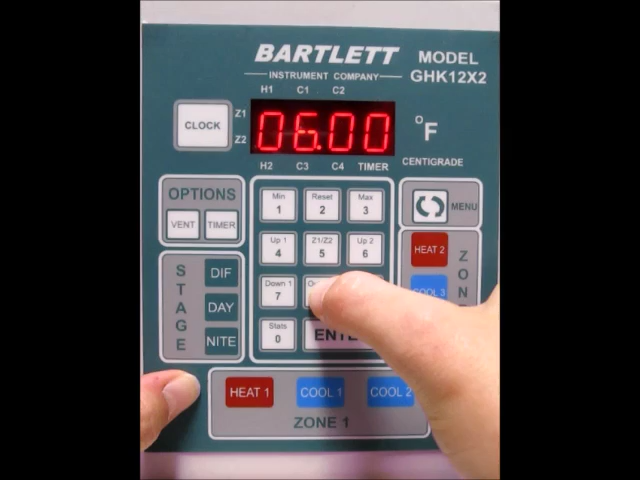 BARTLETT
INSTRUMENT COMPANY
MODEL
GHK12X2
H1 C1 C2
CLOCK
Z1
Z2
06.00
°F
H2 C3 C4 TIMER
CENTIGRADE
OPTIONS
VENT TIMER
Min
1
Reset
2
Max
3
MENU
Up 1
4
Z1/Z2
5
Up 2
6
HEAT 2
STAGE
DIF
DAY
NITE
Down 1
7
COOL 3
Stats
0
HEAT 1 COOL 1 COOL 2
ZONE 1